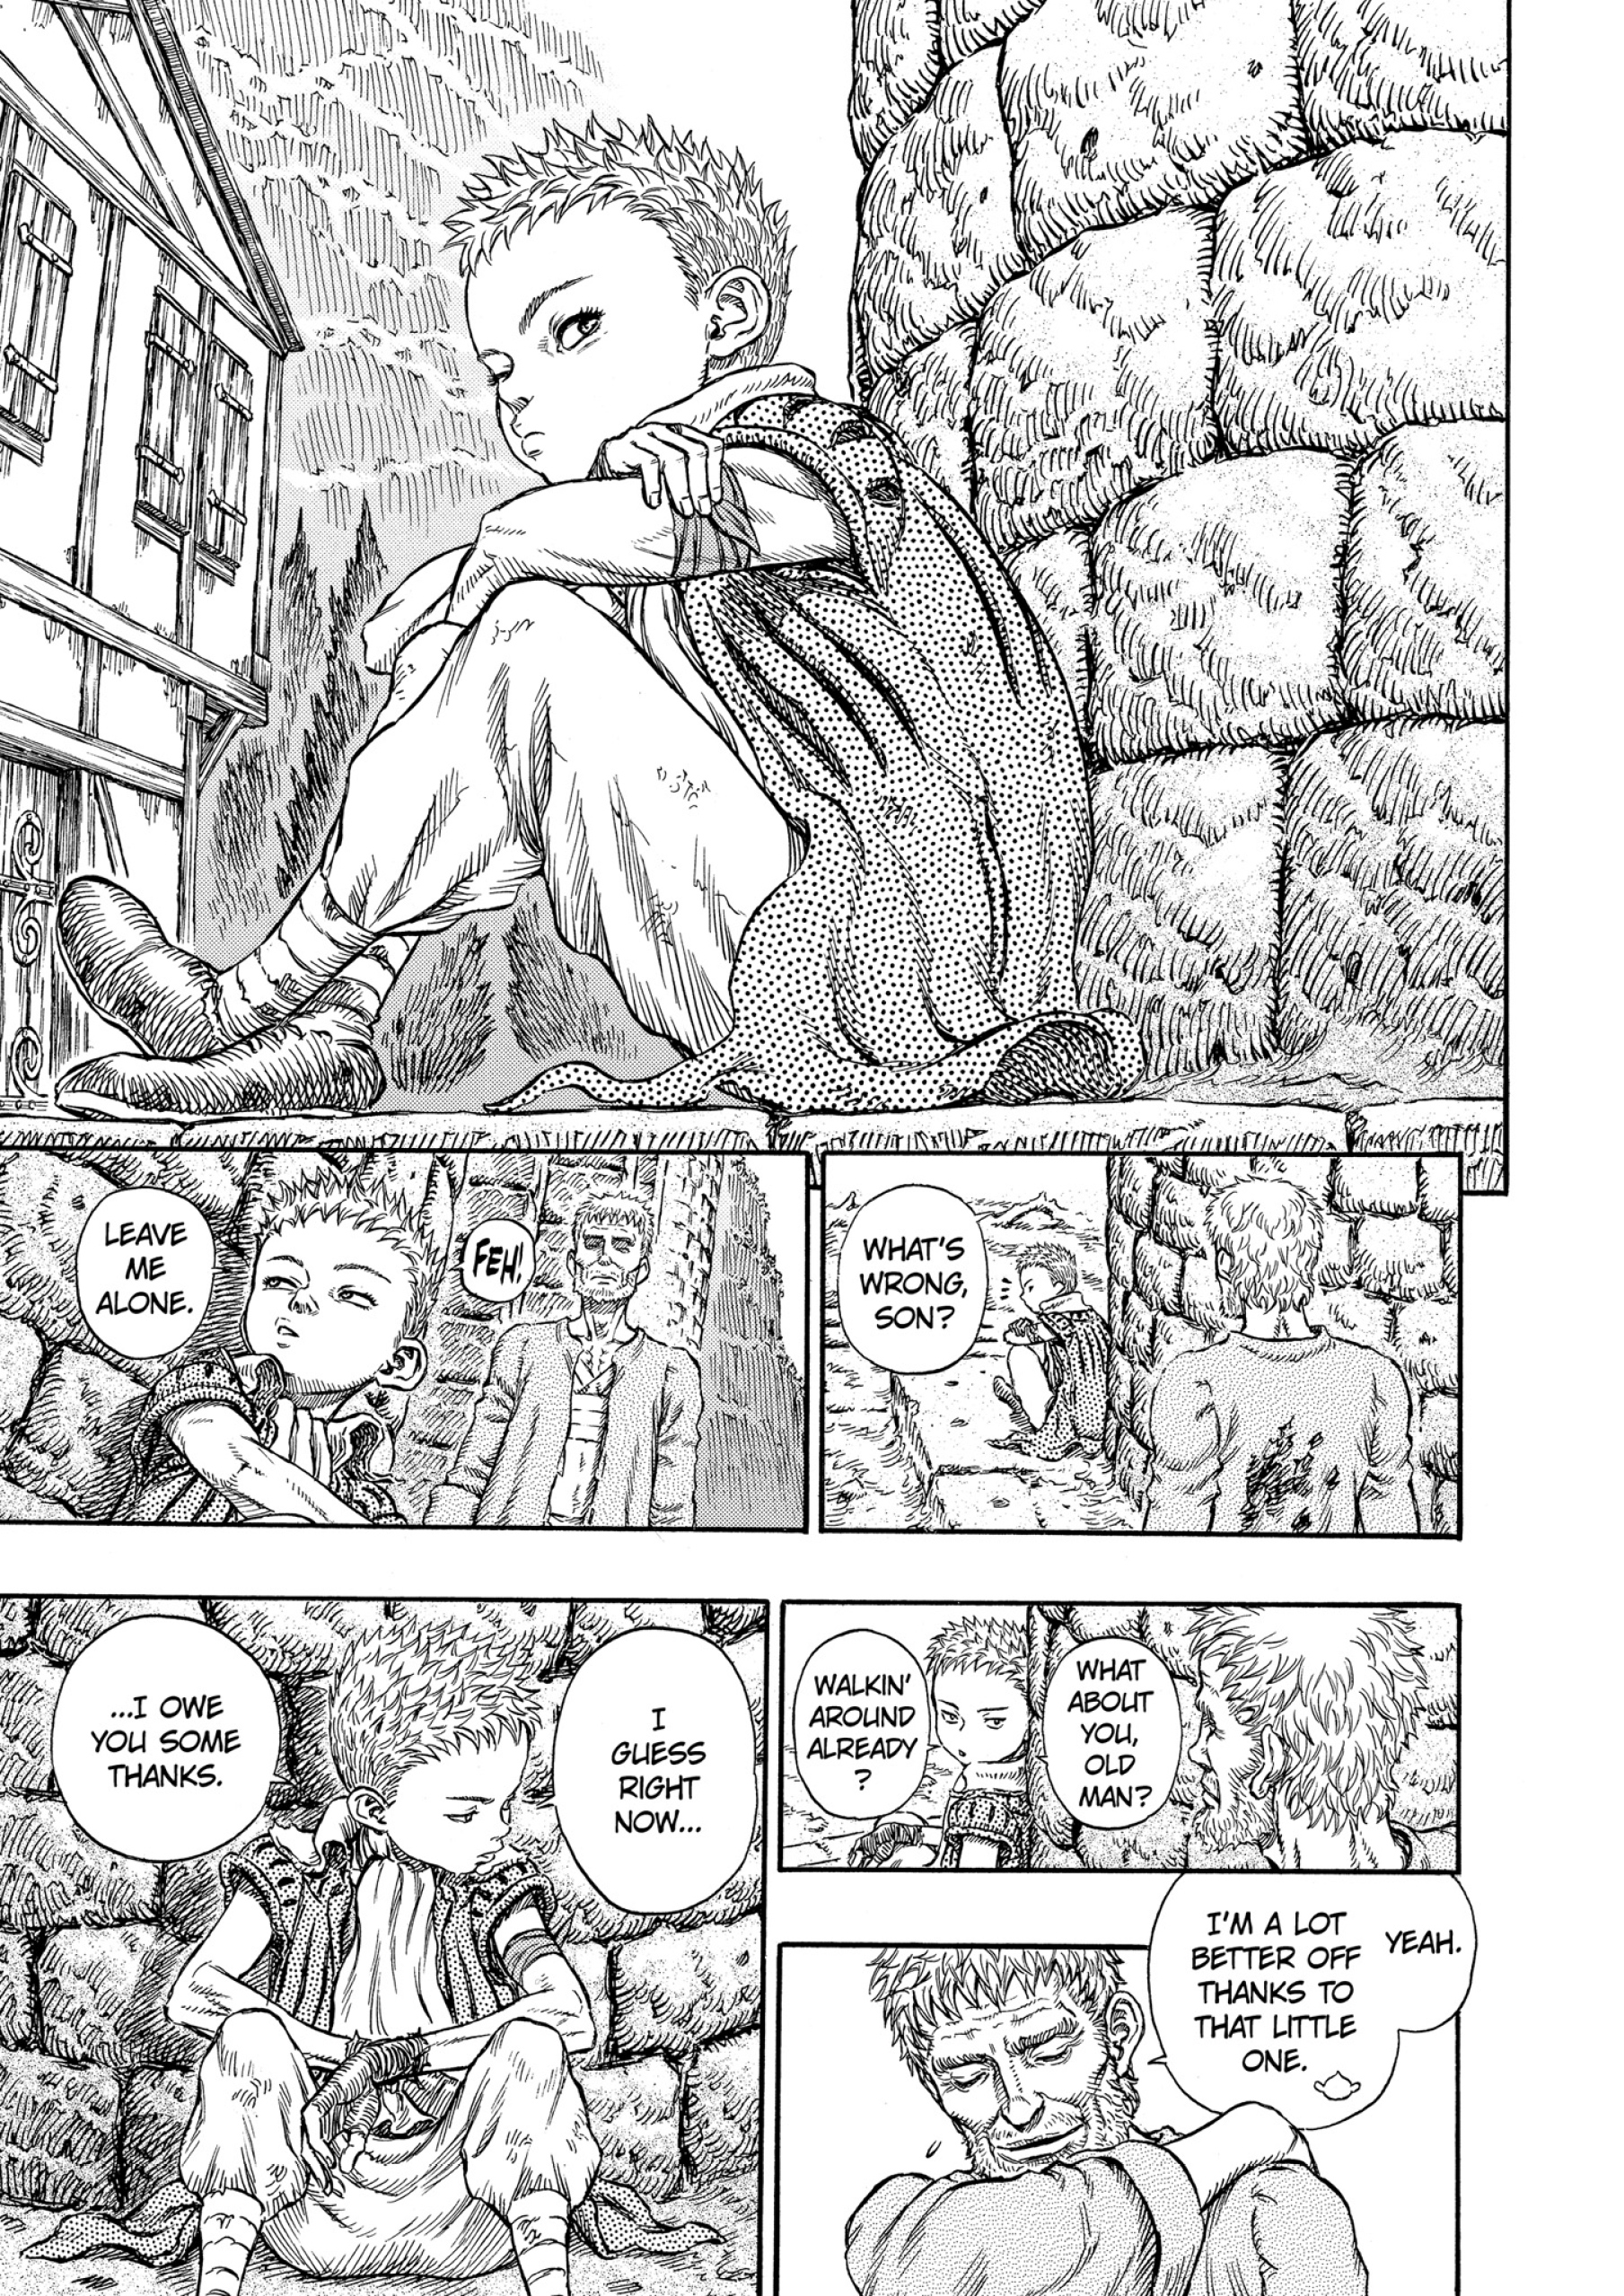 WHAT'S
WRONG,
SON?
FEH!
LEAVE
ME
ALONE.
WHAT
ABOUT
YOU,
OLD
MAN?
WALKIN'
AROUND
ALREADY
?
YEAH.
I'M A LOT
BETTER OFF
THANKS TO
THAT LITTLE
ONE.
I
GUESS
RIGHT
NOW...
...I OWE
YOU SOME
THANKS.